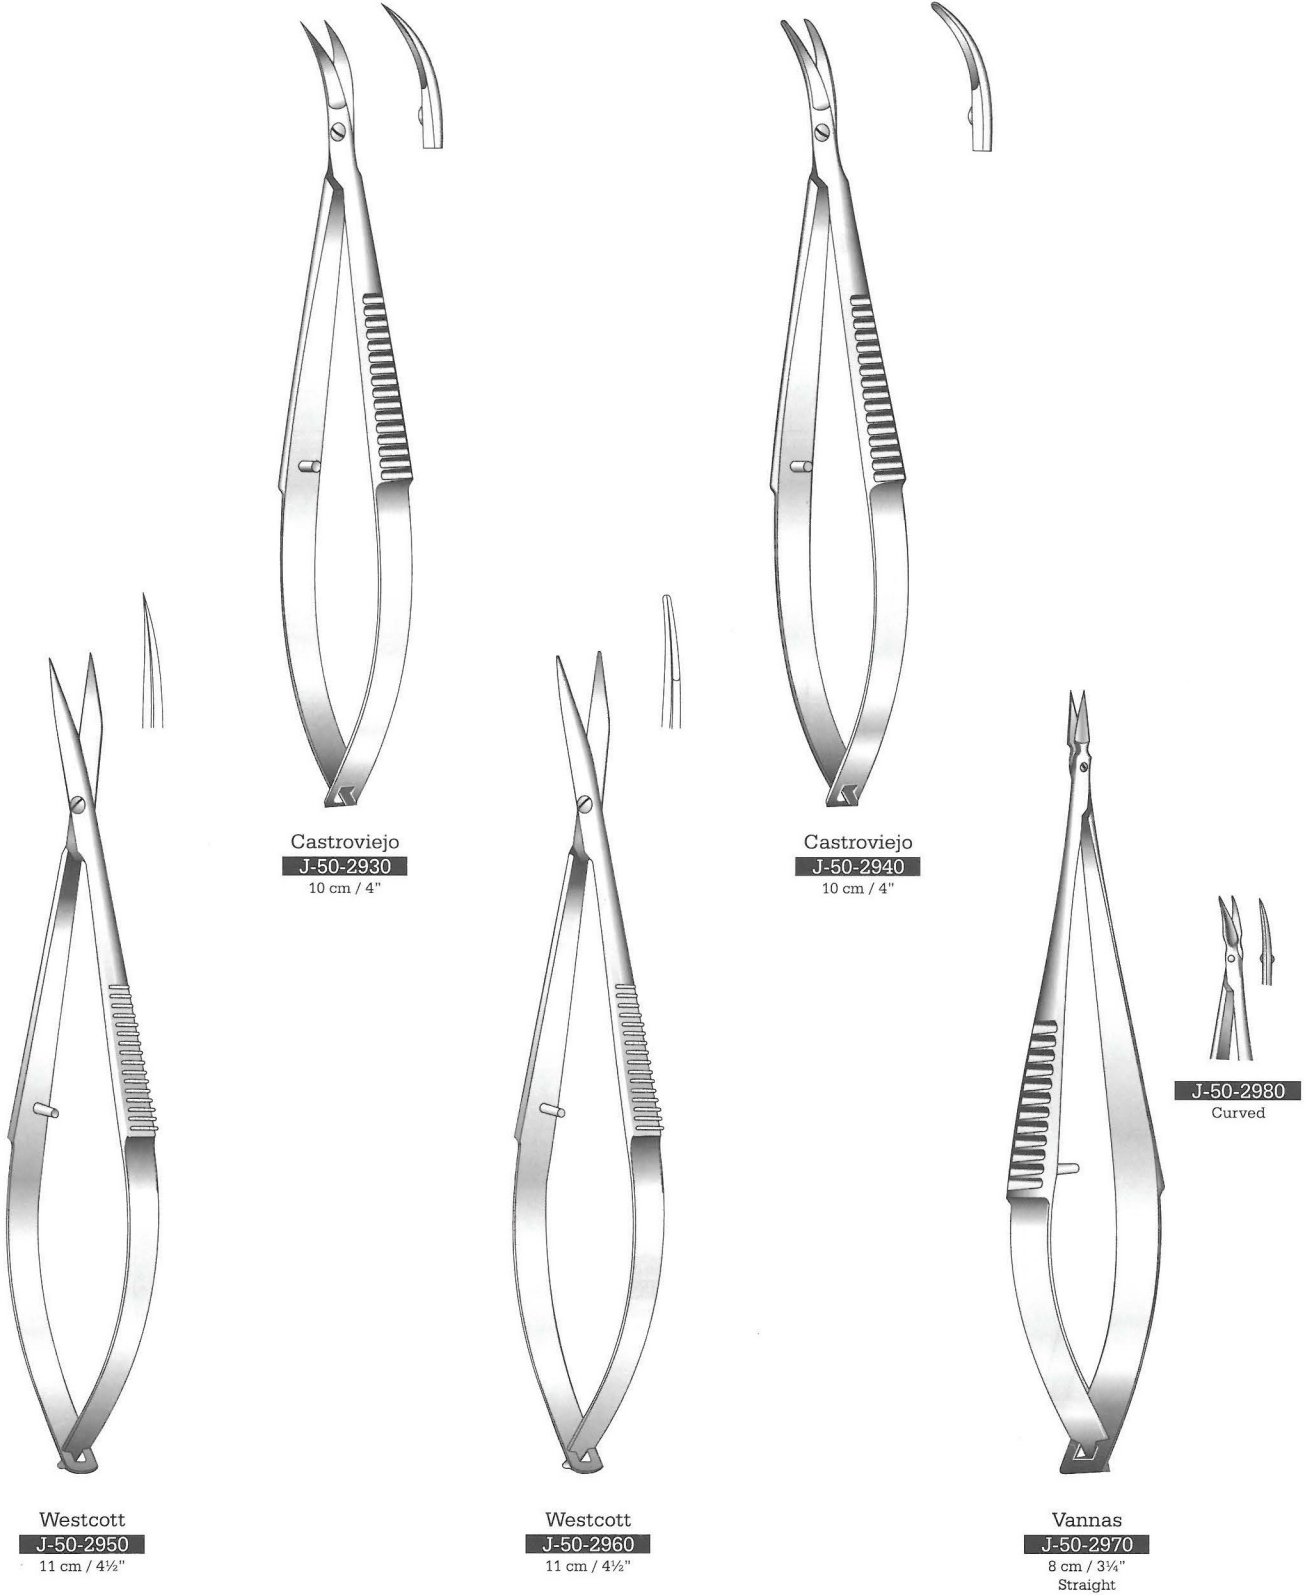 Castroviejo
J-50-2930
10 cm / 4"
Castroviejo
J-50-2940
10 cm / 4"
J-50-2980
Curved
Westcott
J-50-2950
11 cm / 4½"
Westcott
J-50-2960
11 cm / 4½"
Vannas
J-50-2970
8 cm / 3¼"
Straight